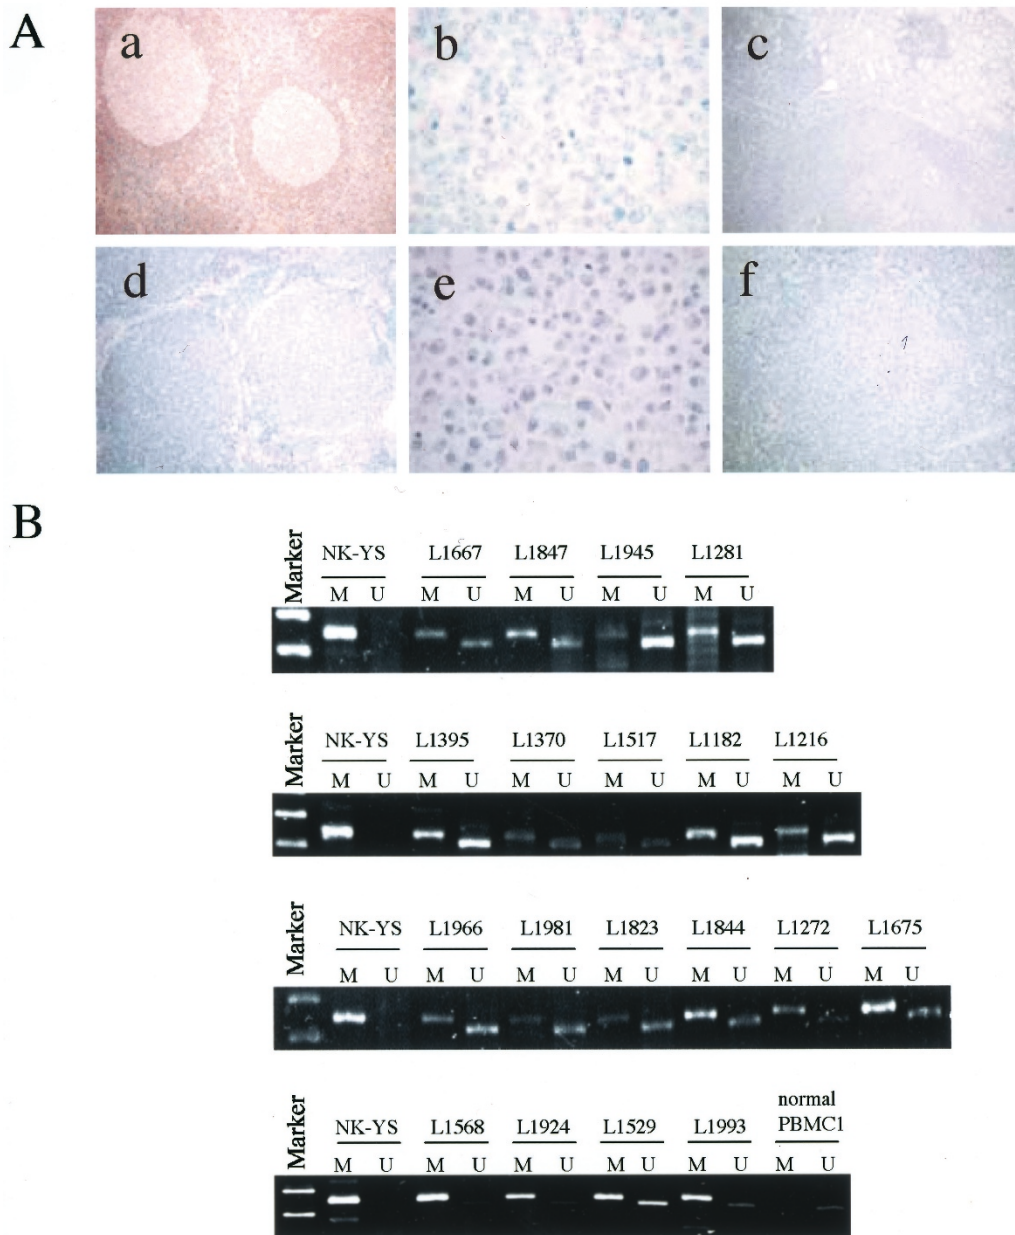 A
a b c
d e f
B
Marker NK-YS L1667 L1847 L1945 L1281
M U M U M U M U M U
Marker NK-YS L1395 L1370 L1517 L1182 L1216
M U M U M U M U M U M U
Marker NK-YS L1966 L1981 L1823 L1844 L1272 L1675
M U M U M U M U M U M U M U
Marker NK-YS L1568 L1924 L1529 L1993 normal
PBMC1
M U M U M U M U M U M U